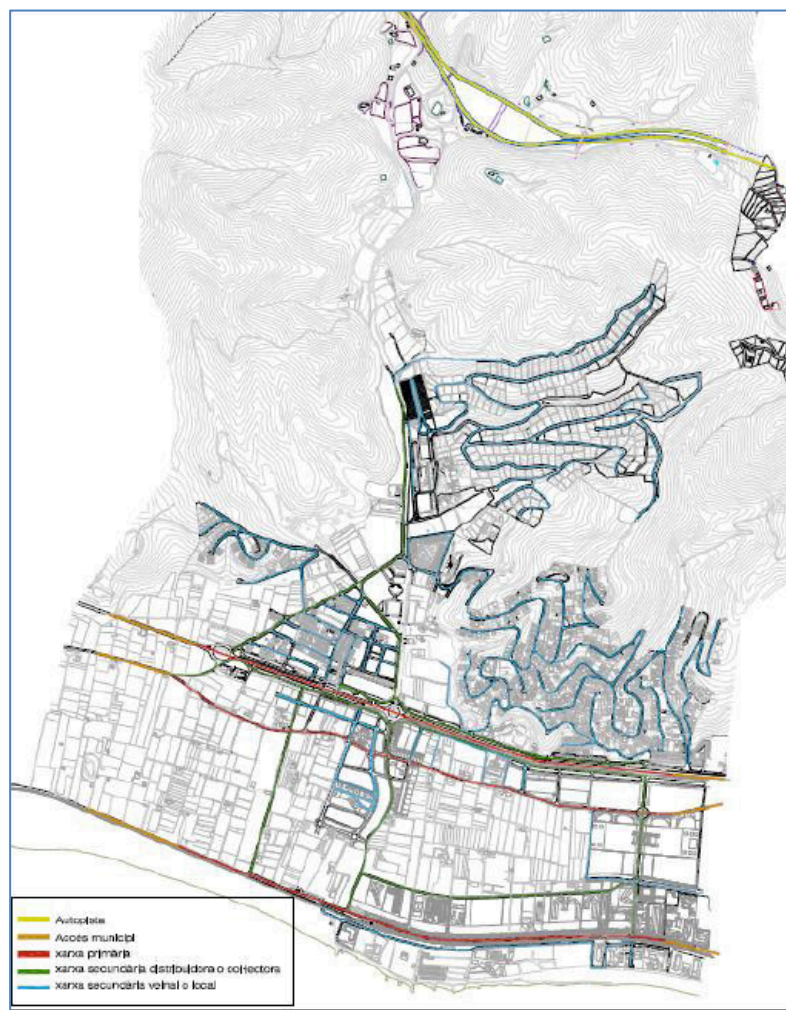 Autopista
Accés municipi
xarxa primària
xarxa secundària distribuïdora o col·lectora
xarxa secundària veïnal o local